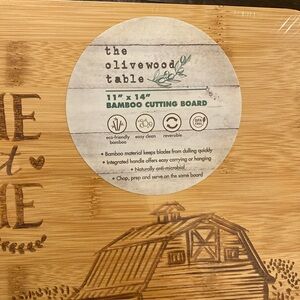 the
olivewood
table
11" x 14"
BAMBOO CUTTING BOARD
eco-friendly bamboo
easy clean
reversible
• Bamboo material keeps blades from dulling quickly
• Integrated handle offers easy carrying or hanging
• Naturally anti-microbial
• Chop, prep and serve on the same board